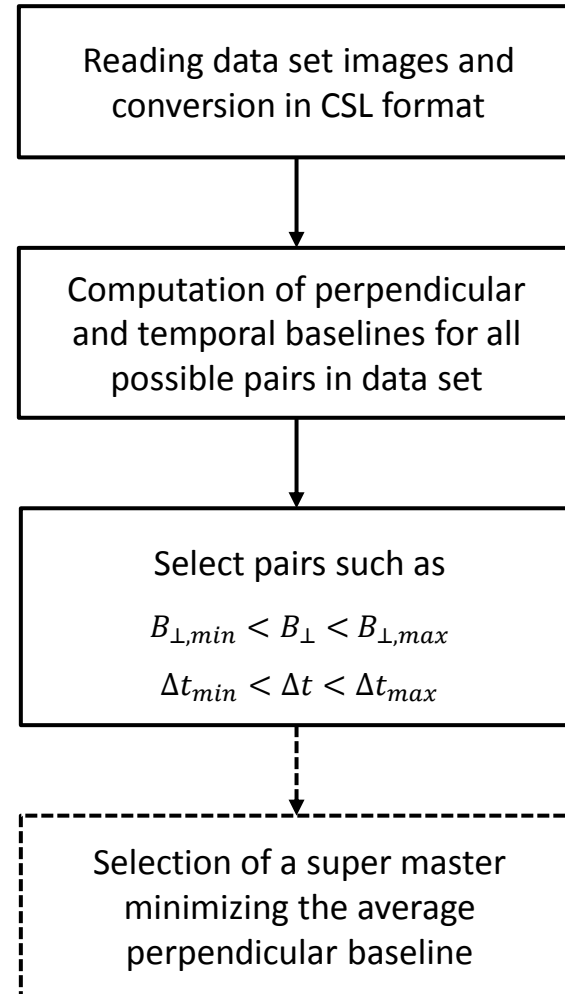 Reading data set images and
conversion in CSL format
Computation of perpendicular
and temporal baselines for all
possible pairs in data set
Select pairs such as
B⊥,min < B⊥ < B⊥,max
Δtmin < Δt < Δtmax
Selection of a super master
minimizing the average
perpendicular baseline